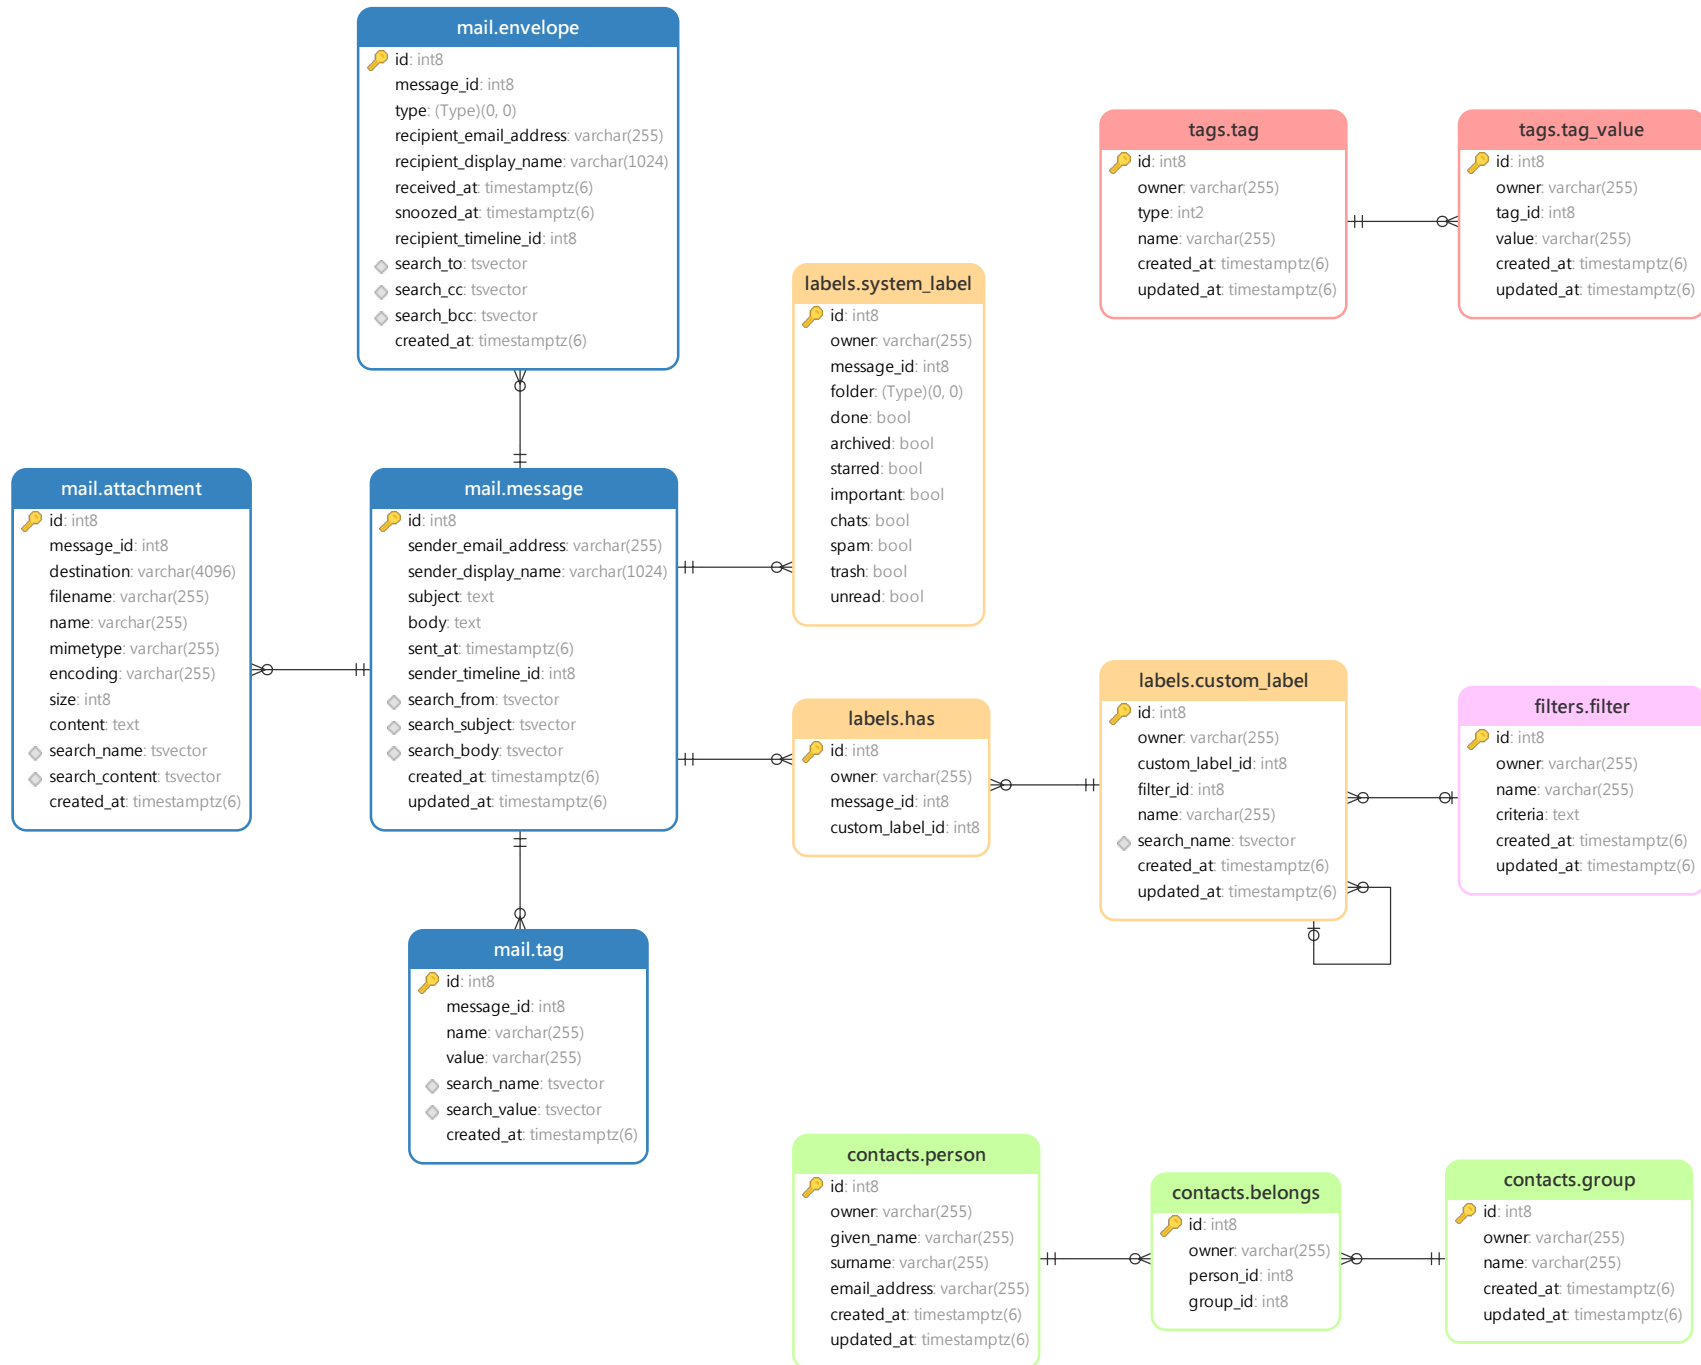 mail.envelope
id: int8
message_id: int8
type: (Type)(0, 0)
recipient_email_address: varchar(255)
recipient_display_name: varchar(1024)
received_at: timestamptz(6)
snoozed_at: timestamptz(6)
recipient_timeline_id: int8
search_to: tsvector
search_cc: tsvector
search_bcc: tsvector
created_at: timestamptz(6)
tags.tag
id: int8
owner: varchar(255)
type: int2
name: varchar(255)
created_at: timestamptz(6)
updated_at: timestamptz(6)
tags.tag_value
id: int8
owner: varchar(255)
tag_id: int8
value: varchar(255)
created_at: timestamptz(6)
updated_at: timestamptz(6)
labels.system_label
id: int8
owner: varchar(255)
message_id: int8
folder: (Type)(0, 0)
done: bool
archived: bool
starred: bool
important: bool
chats: bool
spam: bool
trash: bool
unread: bool
mail.attachment
id: int8
message_id: int8
destination: varchar(4096)
filename: varchar(255)
name: varchar(255)
mimetype: varchar(255)
encoding: varchar(255)
size: int8
content: text
search_name: tsvector
search_content: tsvector
created_at: timestamptz(6)
mail.message
id: int8
sender_email_address: varchar(255)
sender_display_name: varchar(1024)
subject: text
body: text
sent_at: timestamptz(6)
sender_timeline_id: int8
search_from: tsvector
search_subject: tsvector
search_body: tsvector
created_at: timestamptz(6)
updated_at: timestamptz(6)
labels.has
id: int8
owner: varchar(255)
message_id: int8
custom_label_id: int8
labels.custom_label
id: int8
owner: varchar(255)
custom_label_id: int8
filter_id: int8
name: varchar(255)
search_name: tsvector
created_at: timestamptz(6)
updated_at: timestamptz(6)
filters.filter
id: int8
owner: varchar(255)
name: varchar(255)
criteria: text
created_at: timestamptz(6)
updated_at: timestamptz(6)
mail.tag
id: int8
message_id: int8
name: varchar(255)
value: varchar(255)
search_name: tsvector
search_value: tsvector
created_at: timestamptz(6)
contacts.person
id: int8
owner: varchar(255)
given_name: varchar(255)
surname: varchar(255)
email_address: varchar(255)
created_at: timestamptz(6)
updated_at: timestamptz(6)
contacts.belongs
id: int8
owner: varchar(255)
person_id: int8
group_id: int8
contacts.group
id: int8
owner: varchar(255)
name: varchar(255)
created_at: timestamptz(6)
updated_at: timestamptz(6)